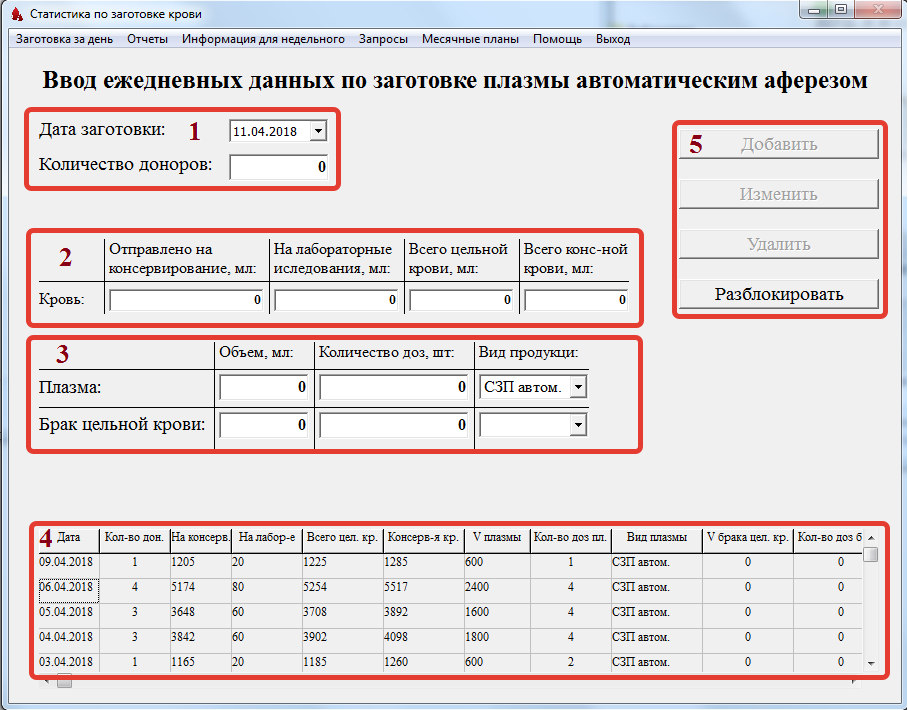 Статистика по заготовке крови
Заготовка за день Отчеты Информация для недельного Запросы Месячные планы Помощь Выход
Ввод ежедневных данных по заготовке плазмы автоматическим аферезом
Дата заготовки: 1 11.04.2018
Количество доноров: 0
5 Добавить
Изменить
Удалить
Разблокировать
2 Отправлено на консервирование, мл: На лабораторные иследования, мл: Всего цельной крови, мл: Всего конс-ной крови, мл:
Кровь: 0 0 0 0
3 Объем, мл: Количество доз, шт: Вид продукци:
Плазма: 0 0 СЗП автом.
Брак цельной крови: 0 0
4 Дата Кол-во дон. На консерв. На лабор-е Всего цел. кр. Консерв-я кр. V плазмы Кол-во доз пл. Вид плазмы V брака цел. кр. Кол-во доз б
09.04.2018 1 1205 20 1225 1285 600 1 СЗП автом. 0 0
06.04.2018 4 5174 80 5254 5517 2400 4 СЗП автом. 0 0
05.04.2018 3 3648 60 3708 3892 1600 4 СЗП автом. 0 0
04.04.2018 3 3842 60 3902 4098 1800 4 СЗП автом. 0 0
03.04.2018 1 1165 20 1185 1260 600 2 СЗП автом. 0 0